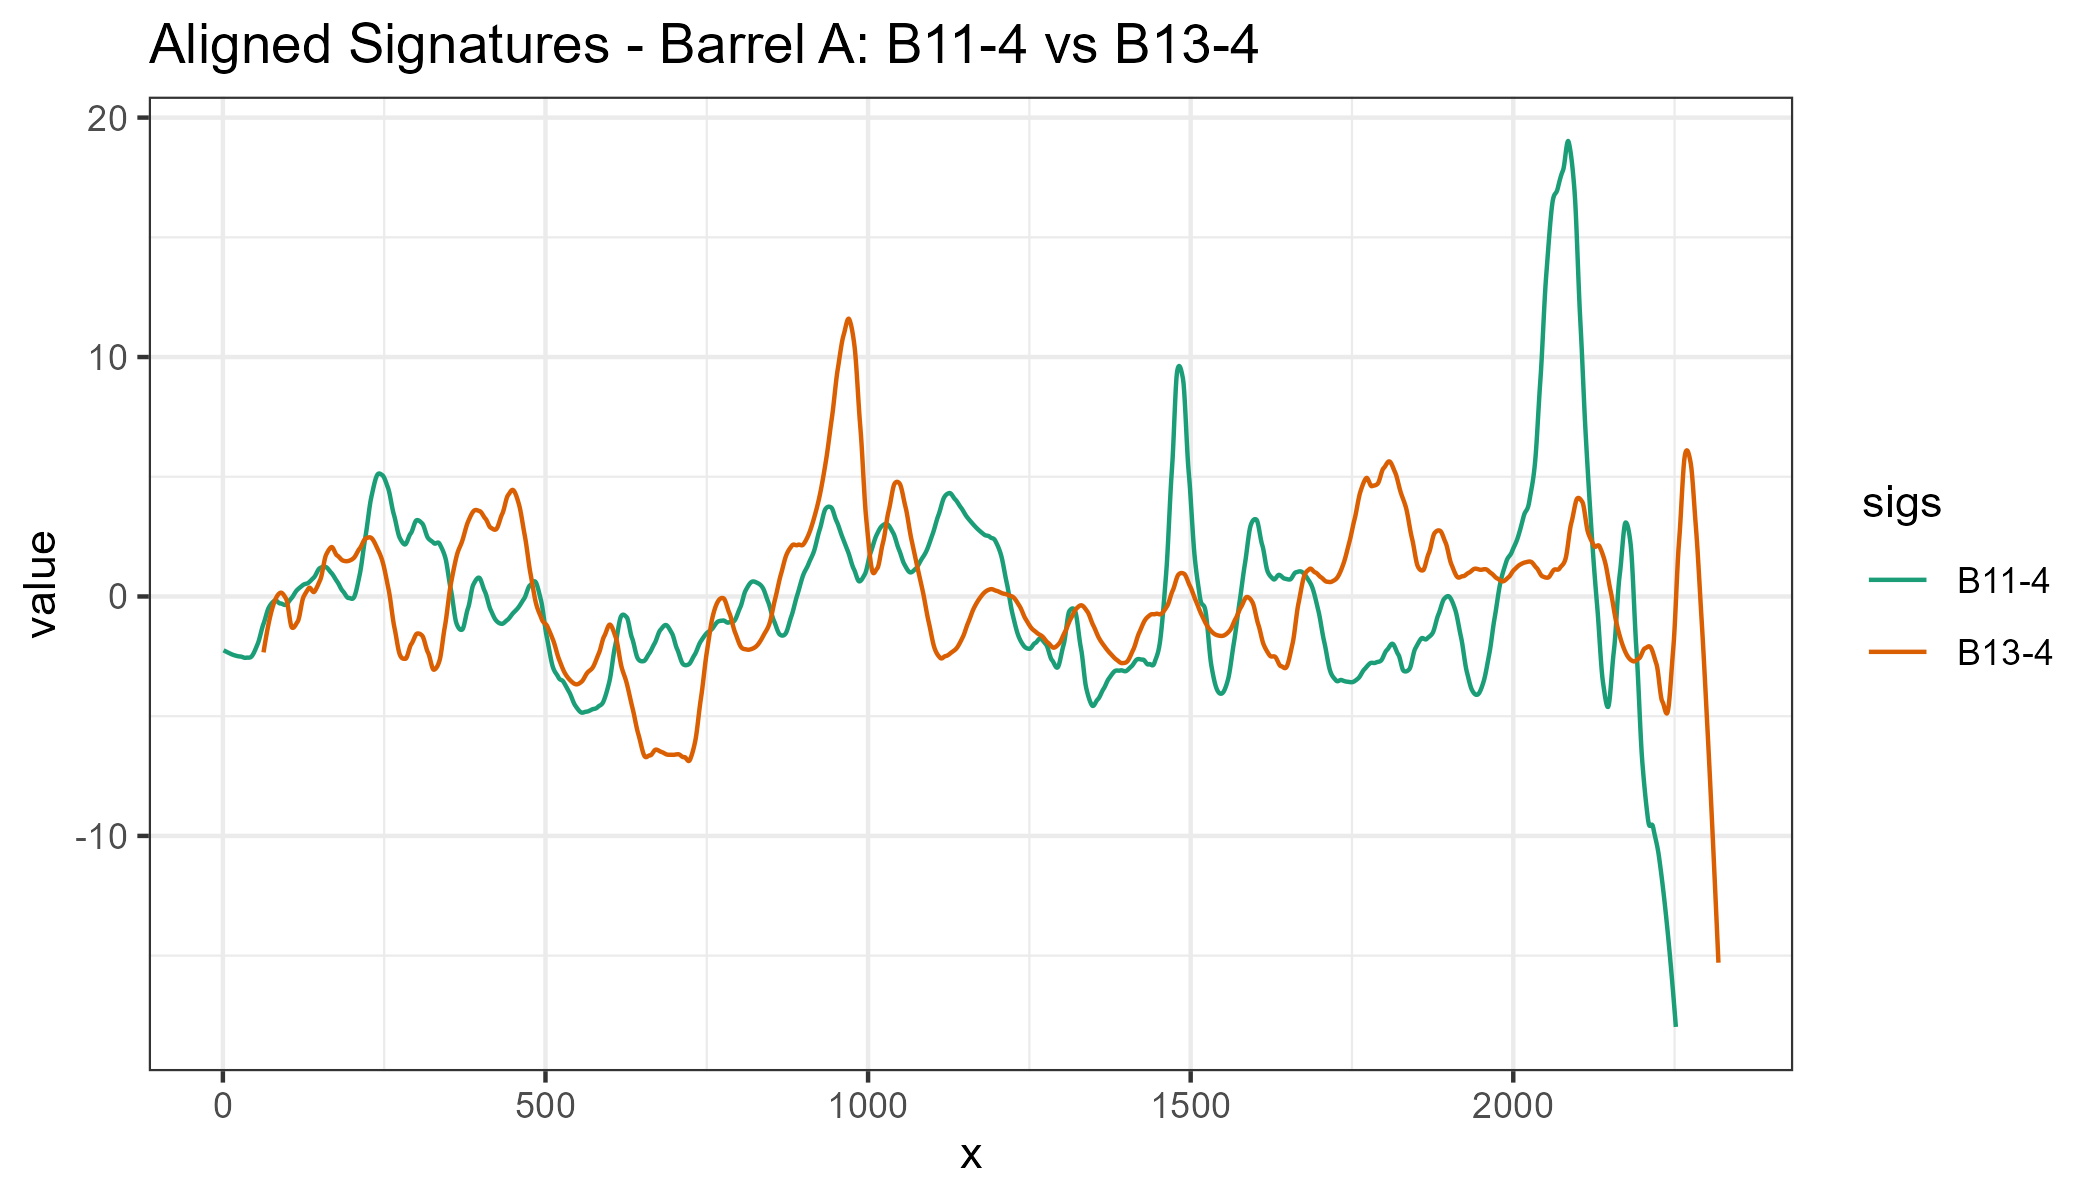 Aligned Signatures - Barrel A: B11-4 vs B13-4
20
10
0
-10
value
0 500 1000 1500 2000
x
sigs
B11-4
B13-4